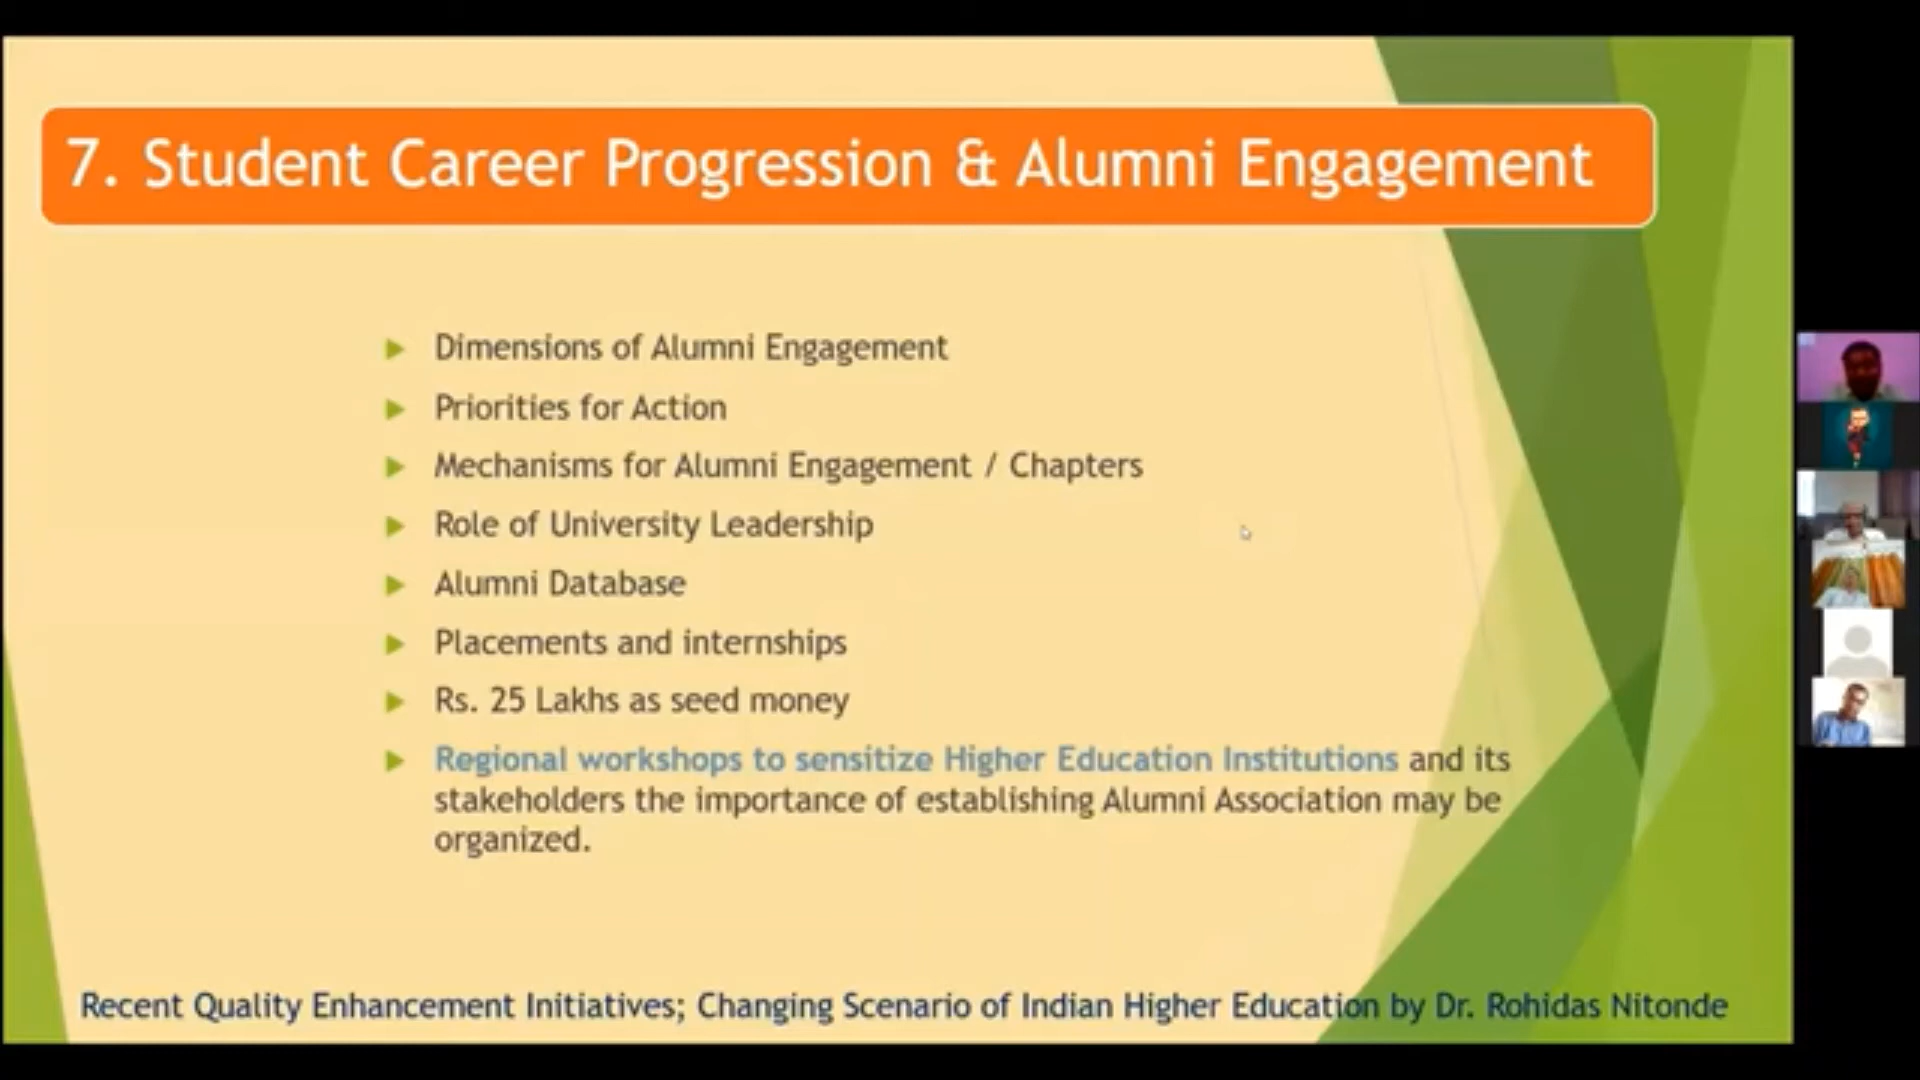 7. Student Career Progression & Alumni Engagement
Dimensions of Alumni Engagement
Priorities for Action
Mechanisms for Alumni Engagement / Chapters
Role of University Leadership
Alumni Database
Placements and internships
Rs. 25 Lakhs as seed money
Regional workshops to sensitize Higher Education Institutions and its
stakeholders the importance of establishing Alumni Association may be
organized.
Recent Quality Enhancement Initiatives; Changing Scenario of Indian Higher Education by Dr. Rohidas Nitonde